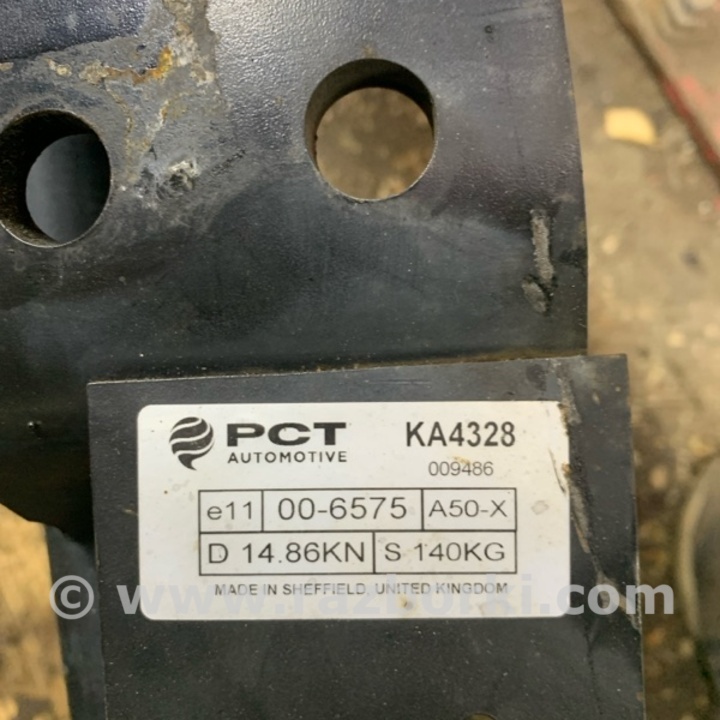 PCT KA4328
AUTOMOTIVE 009486
e11 00-6575 A50-X
D 14.86KN S 140KG
MADE IN SHEFFIELD, UNITED KINGDOM
© www.razborki.com